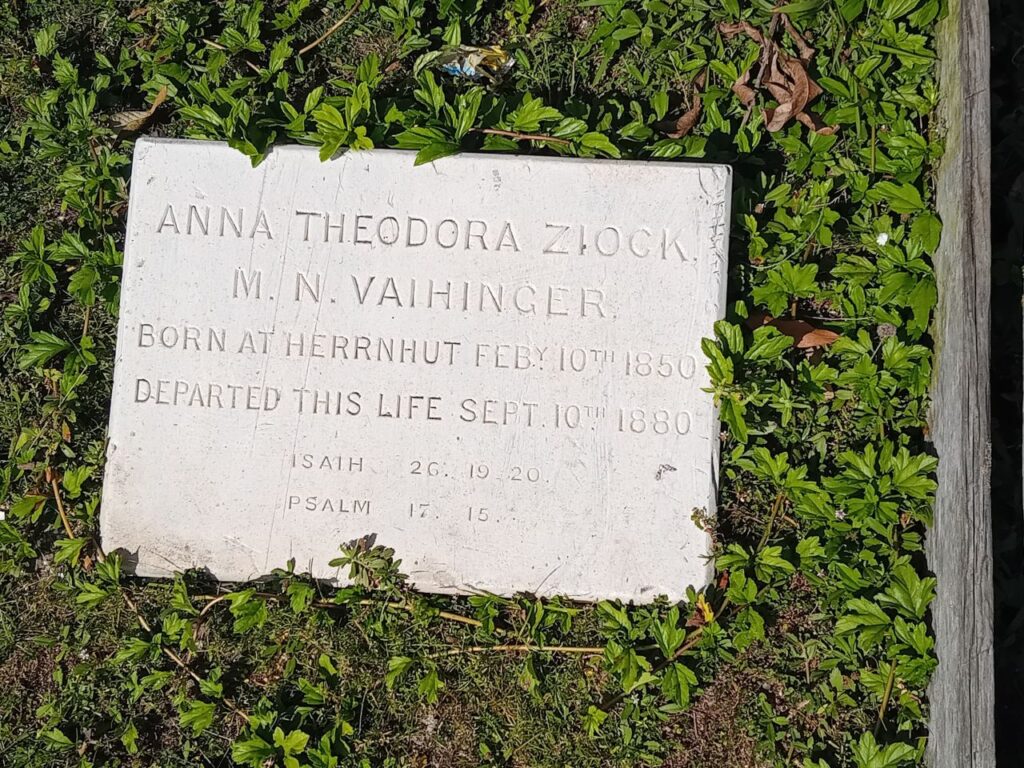 ANNA THEODORA ZIOCK.
M. N. VAIHINGER.
BORN AT HERRNHUT FEBY 10TH 1850
DEPARTED THIS LIFE SEPT. 10TH 1880
ISAIH 26. 19-20.
PSALM 17. 15.